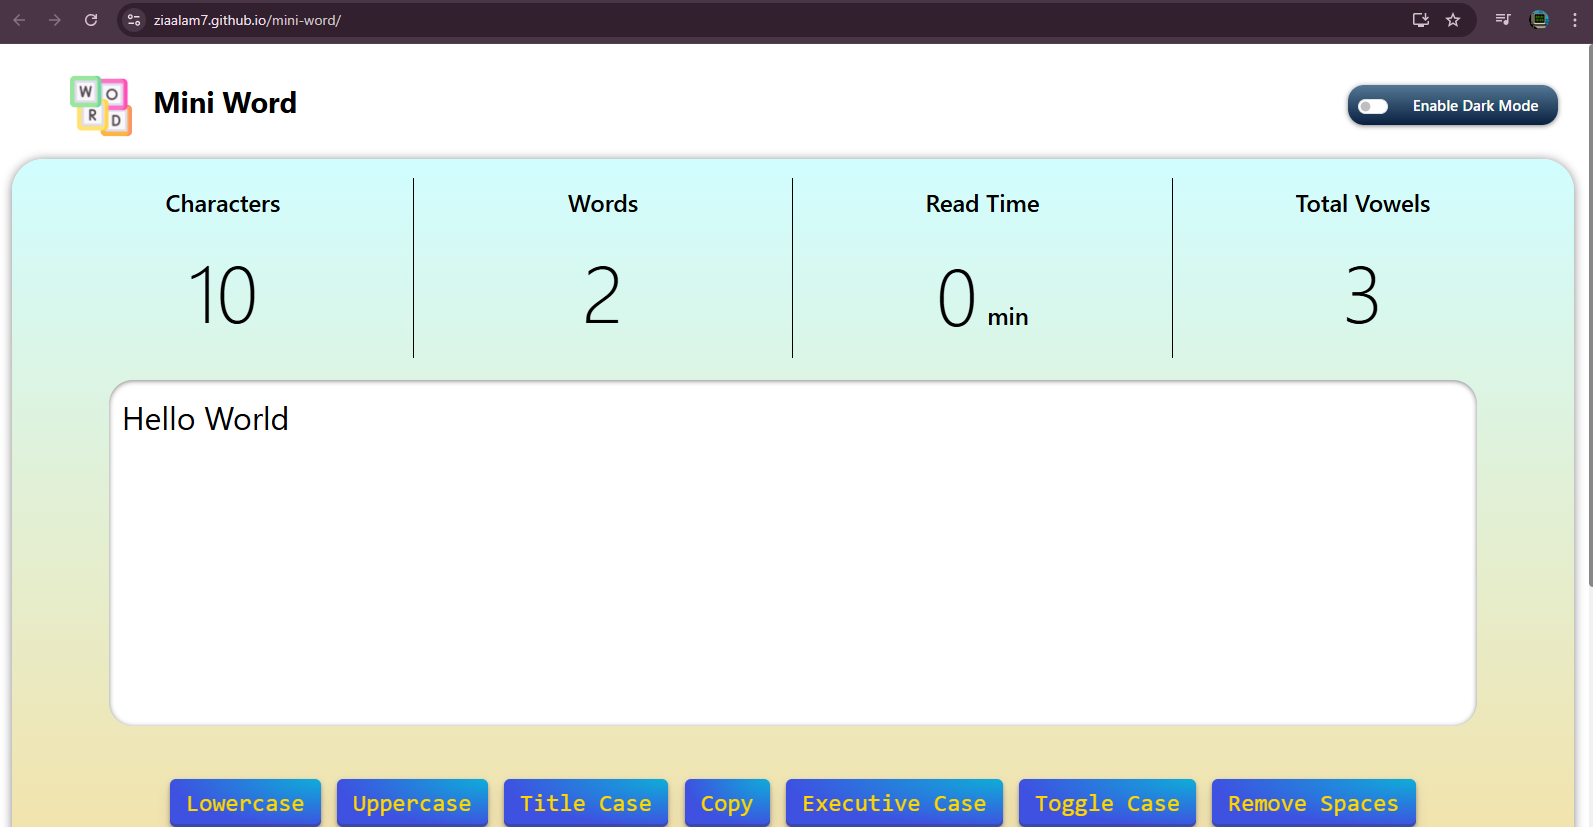 ziaalam7.github.io/mini-word/
W O
R D
Mini Word
Enable Dark Mode
Characters Words Read Time Total Vowels
10 2 0 min 3
Hello World
Lowercase Uppercase Title Case Copy Executive Case Toggle Case Remove Spaces